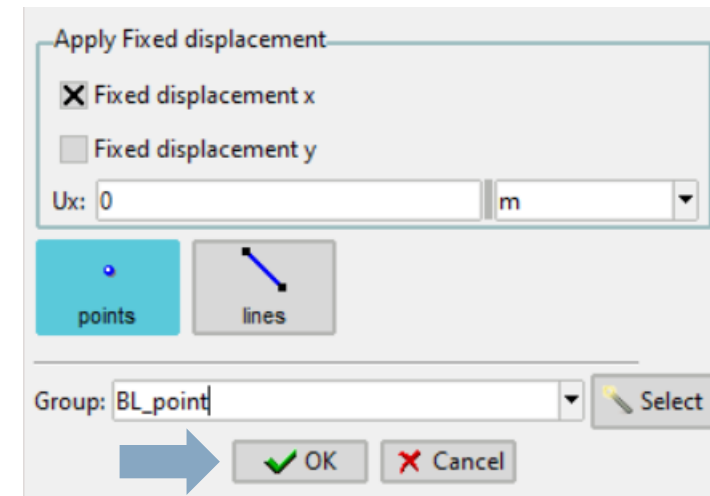 Apply Fixed displacement
Fixed displacement x
Fixed displacement y
Ux: 0 m
points lines
Group: BL_point Select
OK Cancel